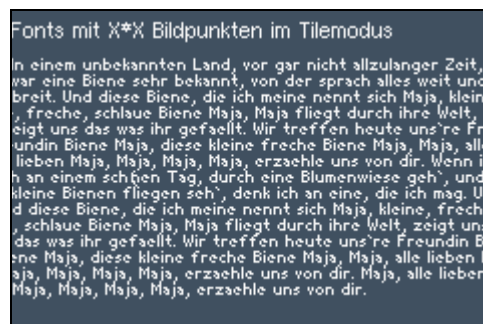 Fonts mit X*X Bildpunkten im Tilemodus
In einem unbekannten Land, vor gar nicht allzulanger Zeit,
war eine Biene sehr bekannt, von der sprach alles weit und
breit. Und diese Biene, die ich meine nennt sich Maja, klein
, freche, schlaue Biene Maja, Maja fliegt durch ihre Welt,
zeigt uns das was ihr gefaellt. Wir treffen heute uns`re Fr
eundin Biene Maja, diese kleine freche Biene Maja, Maja, all
lieben Maja, Maja, Maja, Maja, erzaehle uns von dir. Wenn i
h an einem schönen Tag, durch eine Blumenwiese geh`, und
kleine Bienen fliegen seh`, denk ich an eine, die ich mag. U
d diese Biene, die ich meine nennt sich Maja, kleine, frech
, schlaue Biene Maja, Maja fliegt durch ihre Welt, zeigt uns
das was ihr gefaellt. Wir treffen heute uns`re Freundin B
ene Maja, diese kleine freche Biene Maja, Maja, alle lieben
aja, Maja, Maja, Maja, erzaehle uns von dir. Maja, alle lieben
Maja, Maja, Maja, Maja, erzaehle uns von dir.